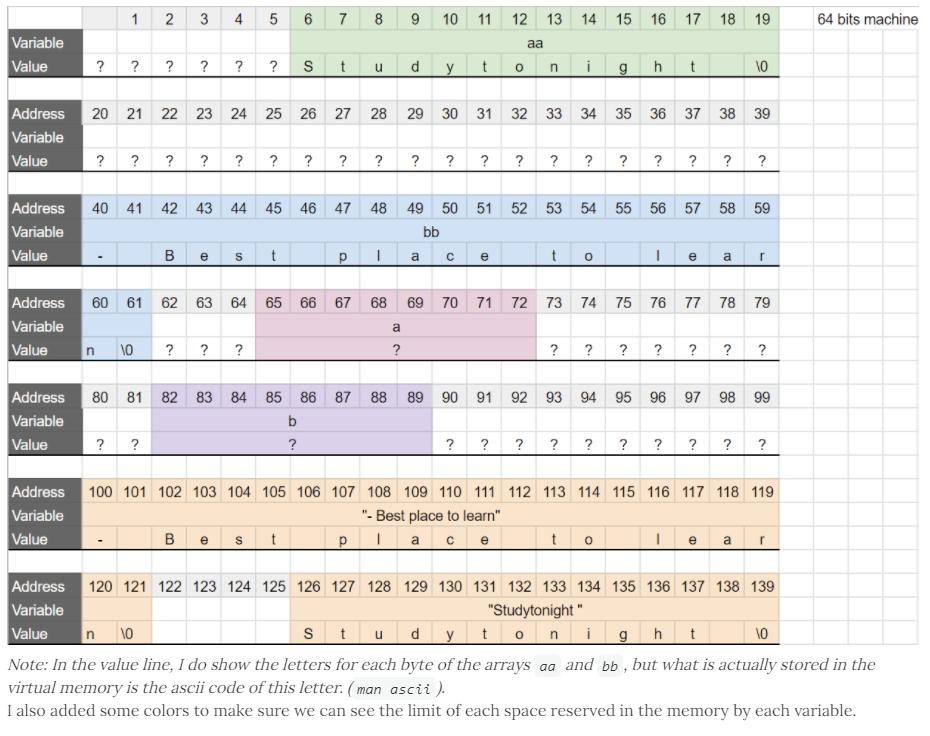 1 2 3 4 5 6 7 8 9 10 11 12 13 14 15 16 17 18 19 64 bits machine
Variable aa
Value ? ? ? ? ? ? S t u d y t o n i g h t \0
Address 20 21 22 23 24 25 26 27 28 29 30 31 32 33 34 35 36 37 38 39
Variable
Value ? ? ? ? ? ? ? ? ? ? ? ? ? ? ? ? ? ? ? ?
Address 40 41 42 43 44 45 46 47 48 49 50 51 52 53 54 55 56 57 58 59
Variable bb
Value - B e s t p l a c e t o l e a r
Address 60 61 62 63 64 65 66 67 68 69 70 71 72 73 74 75 76 77 78 79
Variable a
Value n \0 ? ? ? ? ? ? ? ? ? ? ?
Address 80 81 82 83 84 85 86 87 88 89 90 91 92 93 94 95 96 97 98 99
Variable b
Value ? ? ? ? ? ? ? ? ? ? ? ? ?
Address 100 101 102 103 104 105 106 107 108 109 110 111 112 113 114 115 116 117 118 119
Variable "- Best place to learn"
Value - B e s t p l a c e t o l e a r
Address 120 121 122 123 124 125 126 127 128 129 130 131 132 133 134 135 136 137 138 139
Variable "Studytonight "
Value n \0 S t u d y t o n i g h t \0
Note: In the value line, I do show the letters for each byte of the arrays aa and bb , but what is actually stored in the
virtual memory is the ascii code of this letter. ( man ascii ).
I also added some colors to make sure we can see the limit of each space reserved in the memory by each variable.